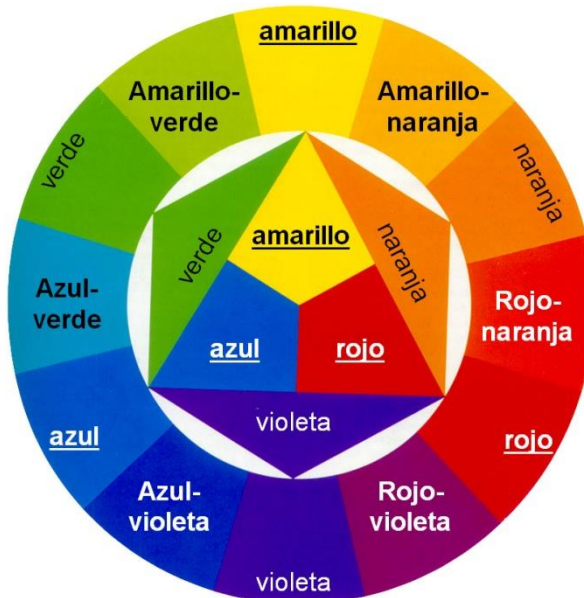 amarillo
Amarillo-
verde
Amarillo-
naranja
verde
naranja
amarillo
verde
naranja
Azul-
verde
Rojo-
naranja
azul
rojo
azul
rojo
violeta
Azul-
violeta
Rojo-
violeta
violeta